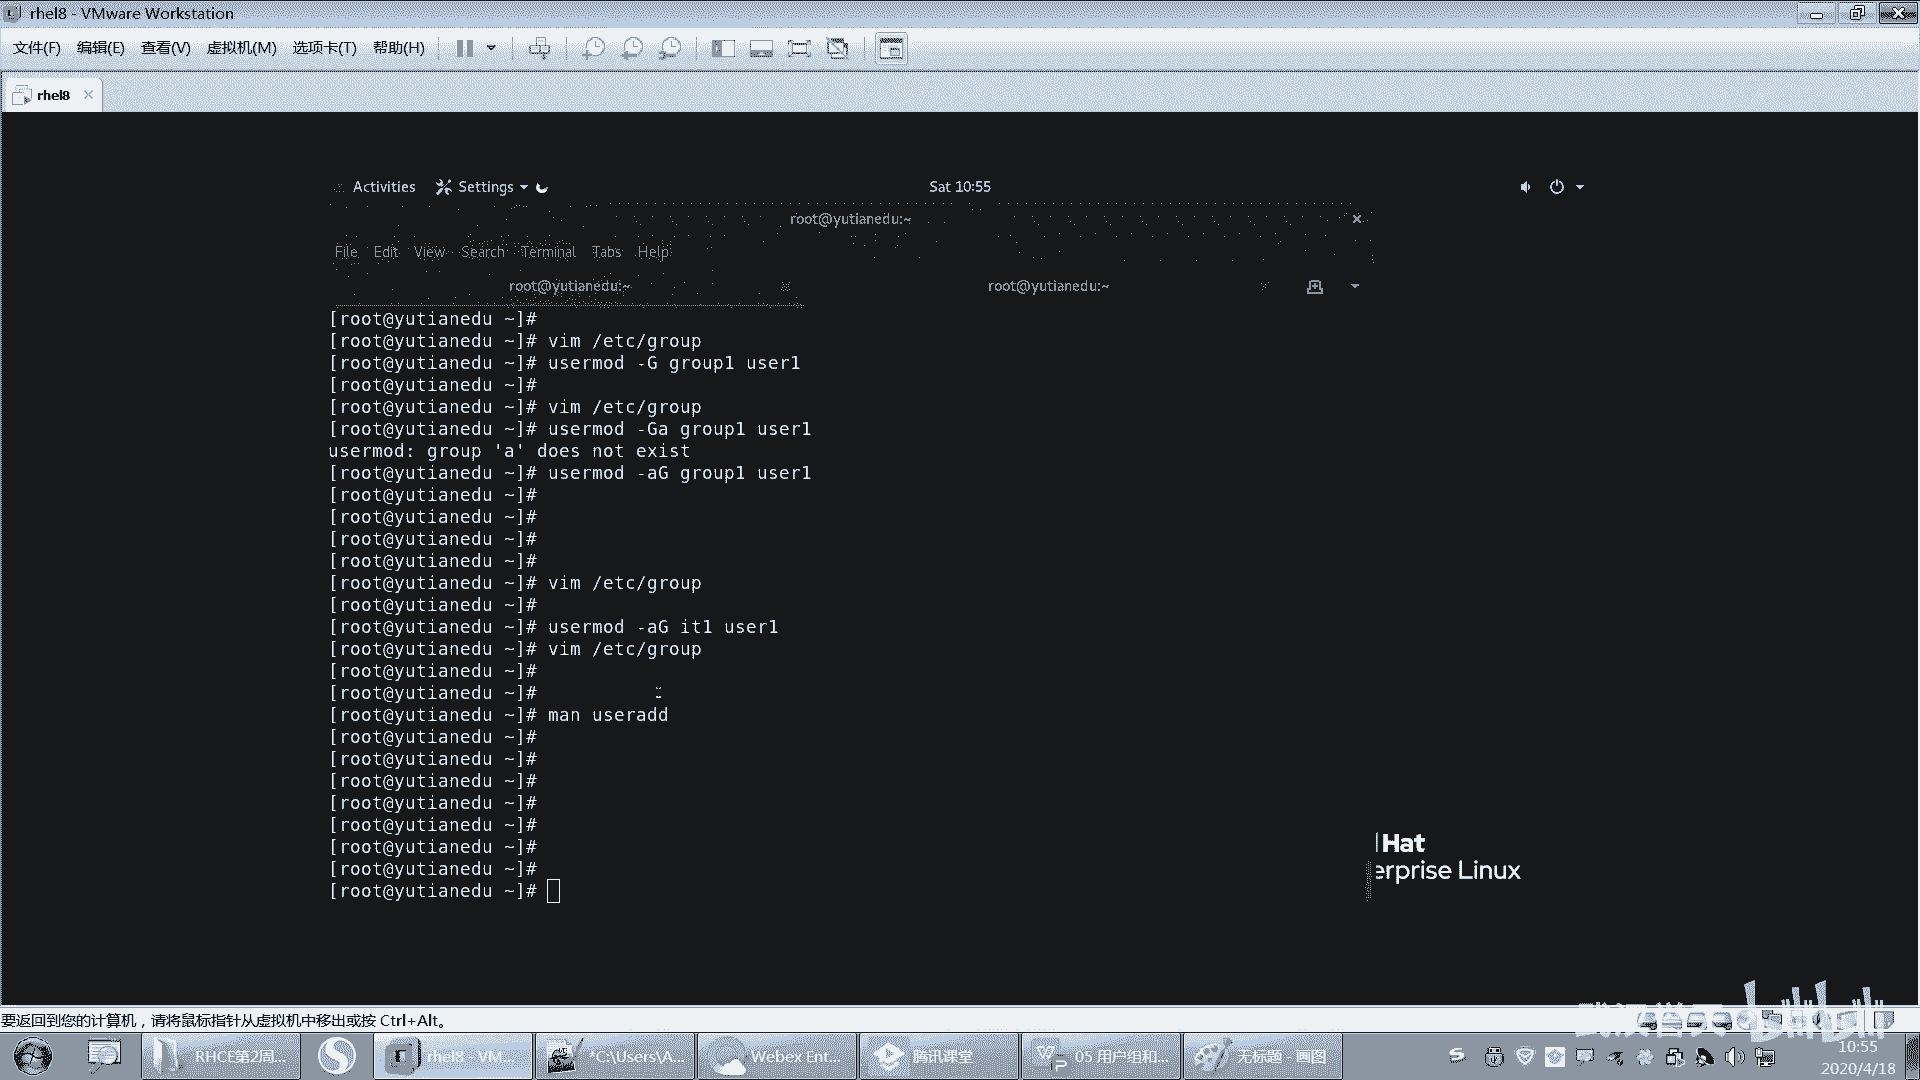 rhel8 - VMware Workstation
文件(F) 编辑(E) 查看(V) 虚拟机(M) 选项卡(T) 帮助(H)
rhel8
Activities Settings Sat 10:55
root@yutianedu:~
File Edit View Search Terminal Tabs Help
root@yutianedu:~ root@yutianedu:~
[root@yutianedu ~]#
[root@yutianedu ~]# vim /etc/group
[root@yutianedu ~]# usermod -G group1 user1
[root@yutianedu ~]#
[root@yutianedu ~]# vim /etc/group
[root@yutianedu ~]# usermod -Ga group1 user1
usermod: group 'a' does not exist
[root@yutianedu ~]# usermod -aG group1 user1
[root@yutianedu ~]#
[root@yutianedu ~]#
[root@yutianedu ~]#
[root@yutianedu ~]#
[root@yutianedu ~]# vim /etc/group
[root@yutianedu ~]#
[root@yutianedu ~]# usermod -aG it1 user1
[root@yutianedu ~]# vim /etc/group
[root@yutianedu ~]#
[root@yutianedu ~]#
[root@yutianedu ~]# man useradd
[root@yutianedu ~]#
[root@yutianedu ~]#
[root@yutianedu ~]#
[root@yutianedu ~]#
[root@yutianedu ~]#
[root@yutianedu ~]#
[root@yutianedu ~]#
[root@yutianedu ~]#
Hat
erprise Linux
要返回到您的计算机，请将鼠标指针从虚拟机中移出或按 Ctrl+Alt。
RHCE第2周... rhel8 - VM... *C:\Users\A... Webex Ent... 腾讯课堂 05 用户组和... 无标题 - 画图
10:55
2020/4/18